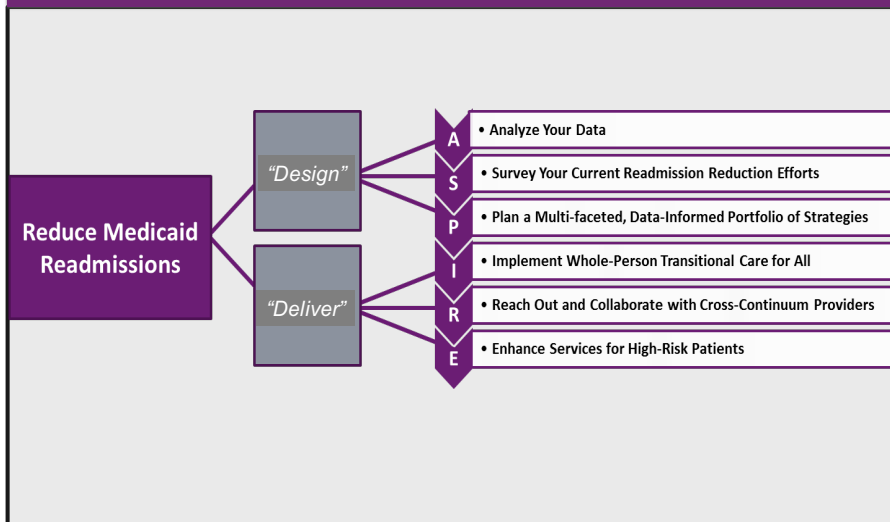 Reduce Medicaid
Readmissions
“Design”
“Deliver”
A
• Analyze Your Data
S
• Survey Your Current Readmission Reduction Efforts
P
• Plan a Multi-faceted, Data-Informed Portfolio of Strategies
I
• Implement Whole-Person Transitional Care for All
R
• Reach Out and Collaborate with Cross-Continuum Providers
E
• Enhance Services for High-Risk Patients